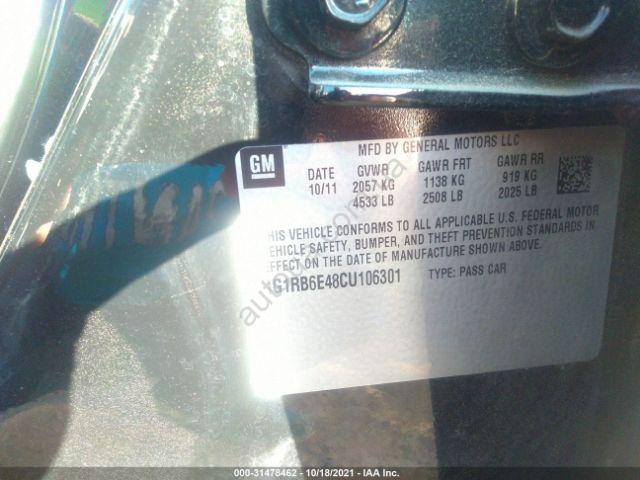 MFD BY GENERAL MOTORS LLC
GM
DATE GVWR GAWR FRT GAWR RR
10/11 2057 KG 1138 KG 919 KG
4533 LB 2508 LB 2025 LB
THIS VEHICLE CONFORMS TO ALL APPLICABLE U.S. FEDERAL MOTOR
VEHICLE SAFETY, BUMPER, AND THEFT PREVENTION STANDARDS IN
EFFECT ON THE DATE OF MANUFACTURE SHOWN ABOVE.
G1RB6E48CU106301 TYPE: PASS CAR
000-31478462 - 10/18/2021 - IAA Inc.